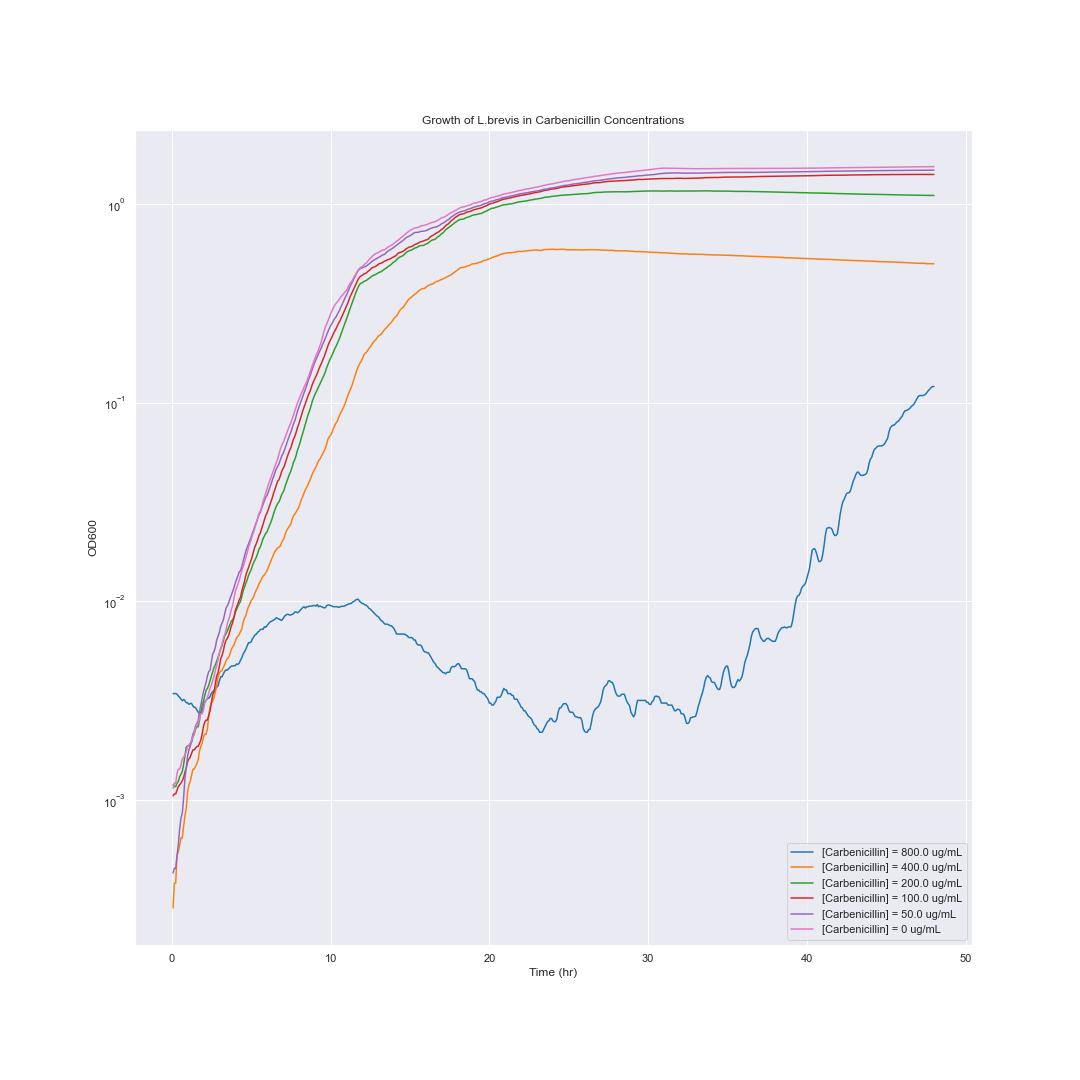 Growth of L.brevis in Carbenicillin Concentrations
OD600
10⁰
10⁻¹
10⁻²
10⁻³
[Carbenicillin] = 800.0 ug/mL
[Carbenicillin] = 400.0 ug/mL
[Carbenicillin] = 200.0 ug/mL
[Carbenicillin] = 100.0 ug/mL
[Carbenicillin] = 50.0 ug/mL
[Carbenicillin] = 0 ug/mL
0 10 20 30 40 50
Time (hr)